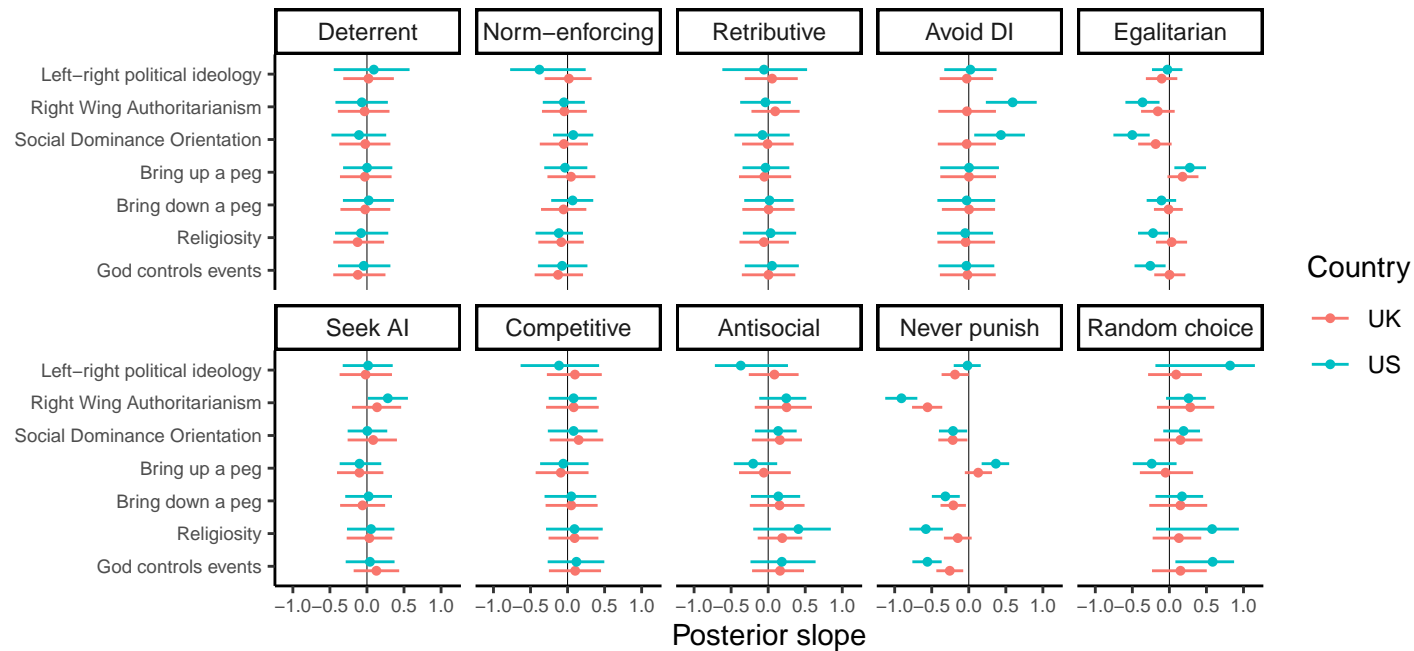 Deterrent Norm−enforcing Retributive Avoid DI Egalitarian
Left−right political ideology
Right Wing Authoritarianism
Social Dominance Orientation
Bring up a peg
Bring down a peg
Religiosity
God controls events
Seek AI Competitive Antisocial Never punish Random choice
Left−right political ideology
Right Wing Authoritarianism
Social Dominance Orientation
Bring up a peg
Bring down a peg
Religiosity
God controls events
−1.0 −0.5 0.0 0.5 1.0 −1.0 −0.5 0.0 0.5 1.0 −1.0 −0.5 0.0 0.5 1.0 −1.0 −0.5 0.0 0.5 1.0 −1.0 −0.5 0.0 0.5 1.0
Posterior slope
Country
UK
US